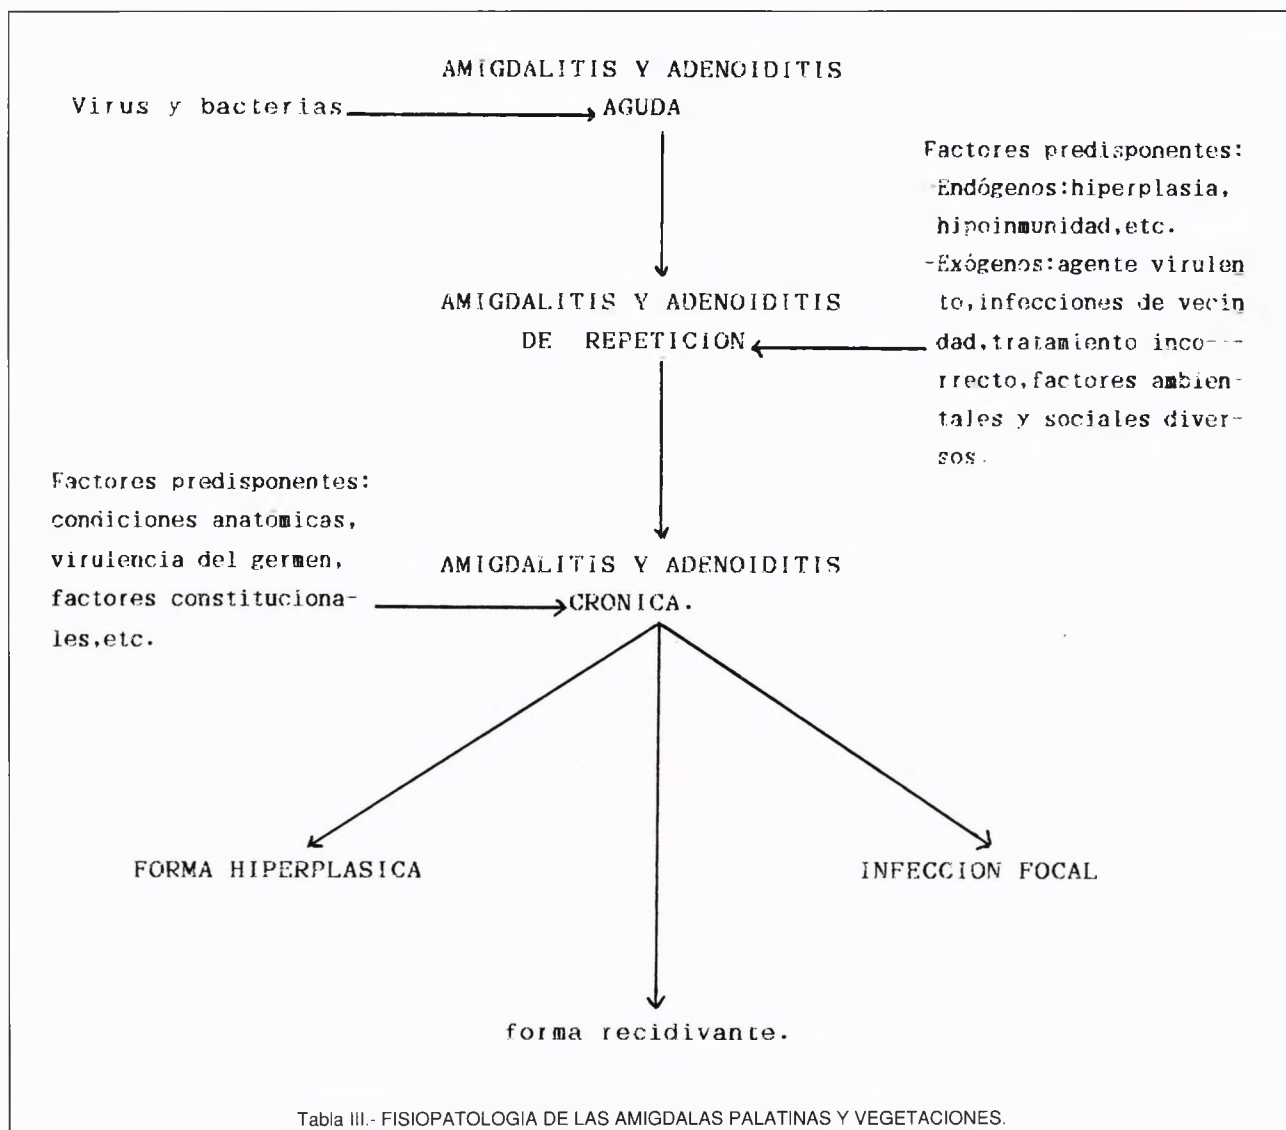 AMIGDALITIS Y ADENOIDITIS
Virus y bacterias
AGUDA
Factores predisponentes:
-Endógenos:hiperplasia,
hipoinmunidad,etc.
-Exógenos:agente virulen
to,infecciones de vecin
dad,tratamiento inco--
rrecto,factores ambien-
tales y sociales diver-
sos.
AMIGDALITIS Y ADENOIDITIS
DE REPETICION
Factores predisponentes:
condiciones anatomicas,
virulencia del germen,
factores constituciona-
les,etc.
AMIGDALITIS Y ADENOIDITIS
CRONICA.
FORMA HIPERPLASICA
INFECCION FOCAL
forma recidivante.
Tabla III.- FISIOPATOLOGIA DE LAS AMIGDALAS PALATINAS Y VEGETACIONES.